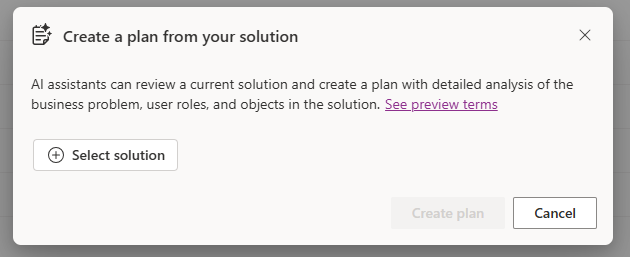 Create a plan from your solution
AI assistants can review a current solution and create a plan with detailed analysis of the
business problem, user roles, and objects in the solution. See preview terms
Select solution
Create plan
Cancel